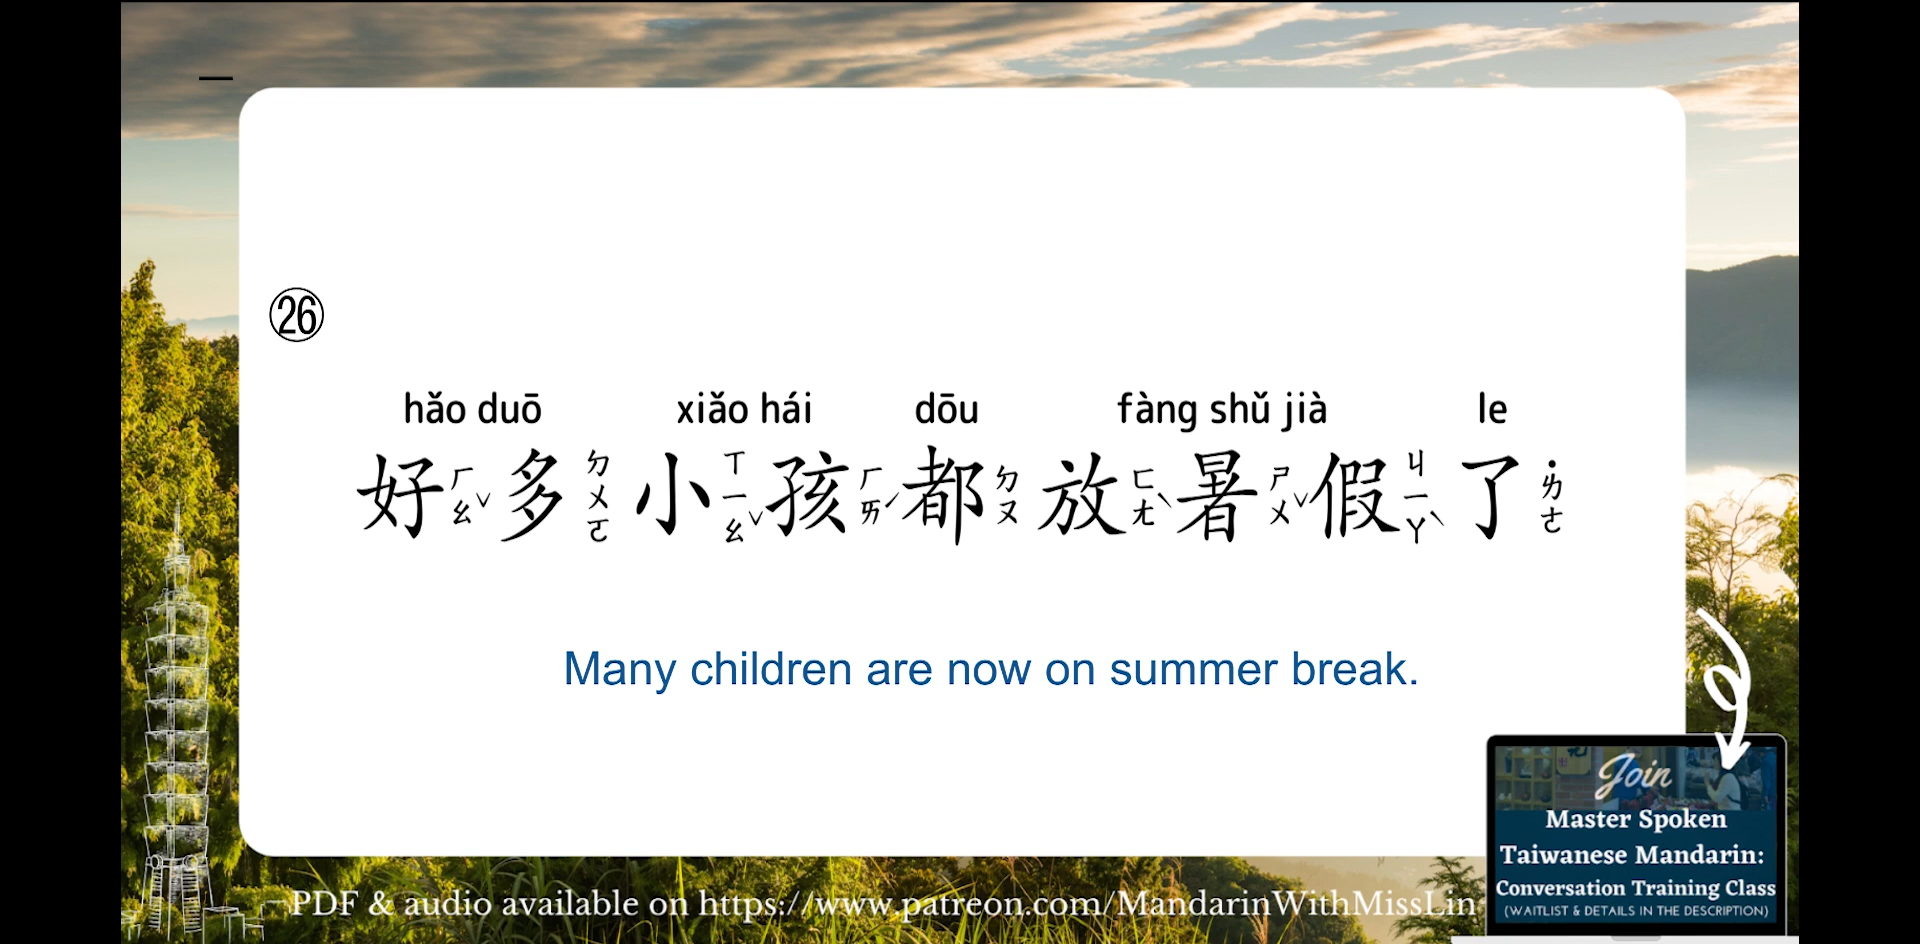 ㉖
hǎo duō xiǎo hái dōu fàng shǔ jià le
好ㄏㄠˇ多ㄉㄨㄛ小ㄒㄧㄠˇ孩ㄏㄞˊ都ㄉㄡ放ㄈㄤˋ暑ㄕㄨˇ假ㄐㄧㄚˋ了˙ㄌㄜ
Many children are now on summer break.
Join
Master Spoken
Taiwanese Mandarin:
Conversation Training Class
(WAITLIST & DETAILS IN THE DESCRIPTION)
PDF & audio available on https://www.patreon.com/MandarinWithMissLin